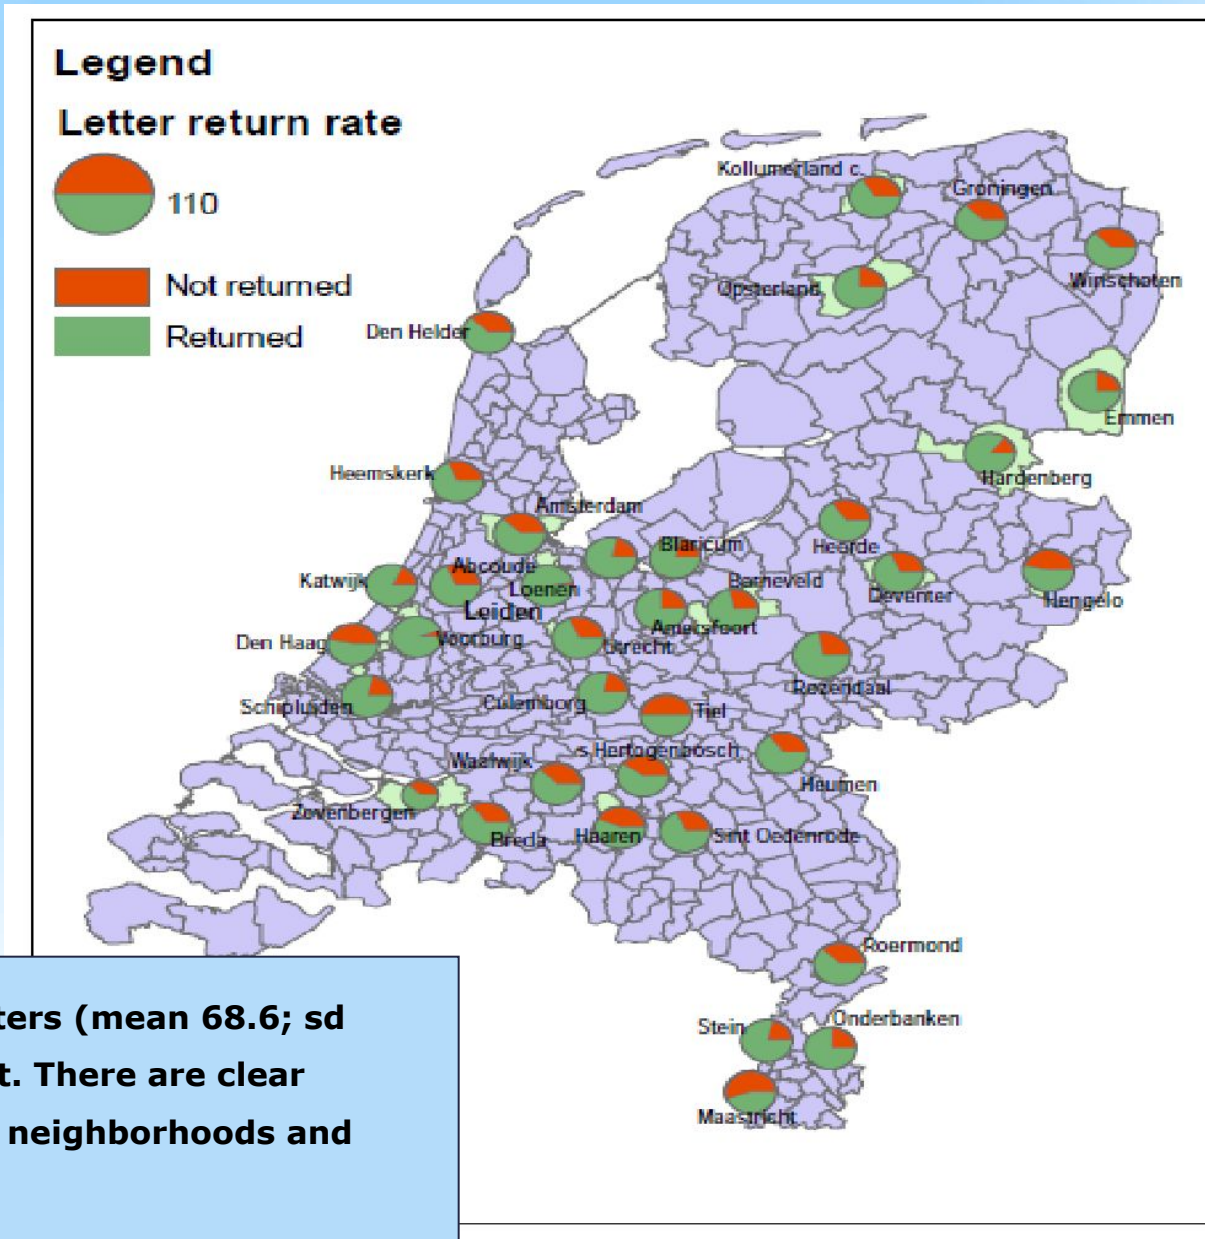 Legend
Letter return rate
110
Not returned
Returned
Kollumerland c.
Groningen
Winschoten
Opsterland
Den Helder
Emmen
Heemskerk
Hardenberg
Amsterdam
Blaricum
Heerde
Abcoude
Katwijk
Loenen
Barneveld
Deventer
Hengelo
Leiden
Amersfoort
Den Haag
Voorburg
Utrecht
Rozendaal
Schipluiden
Culemborg
Tiel
Waalwijk
's Hertogenbosch
Heumen
Zevenbergen
Breda
Haaren
Sint Oedenrode
Roermond
Stein
Onderbanken
Maastricht
ters (mean 68.6; sd
t. There are clear
neighborhoods and